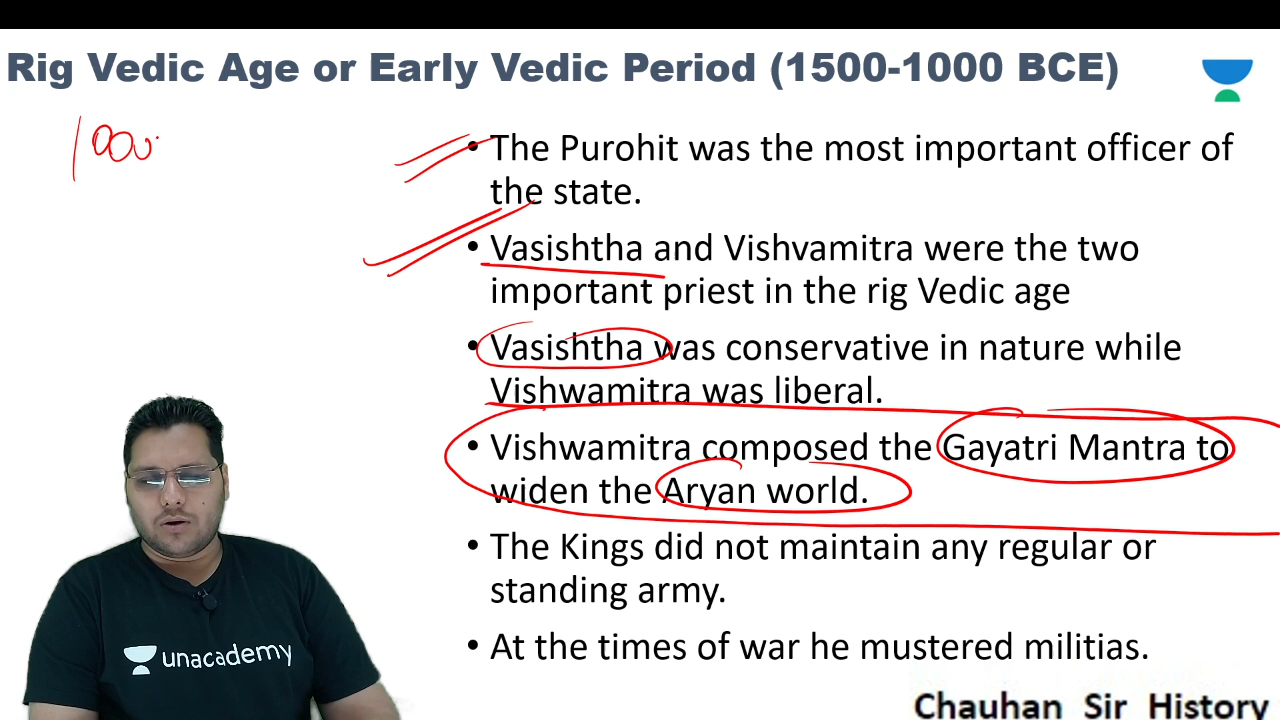 Rig Vedic Age or Early Vedic Period (1500-1000 BCE)
• The Purohit was the most important officer of
the state.
• Vasishtha and Vishvamitra were the two
important priest in the rig Vedic age
• Vasishtha was conservative in nature while
Vishwamitra was liberal.
• Vishwamitra composed the Gayatri Mantra to
widen the Aryan world.
• The Kings did not maintain any regular or
standing army.
• At the times of war he mustered militias.
unacademy
Chauhan Sir History